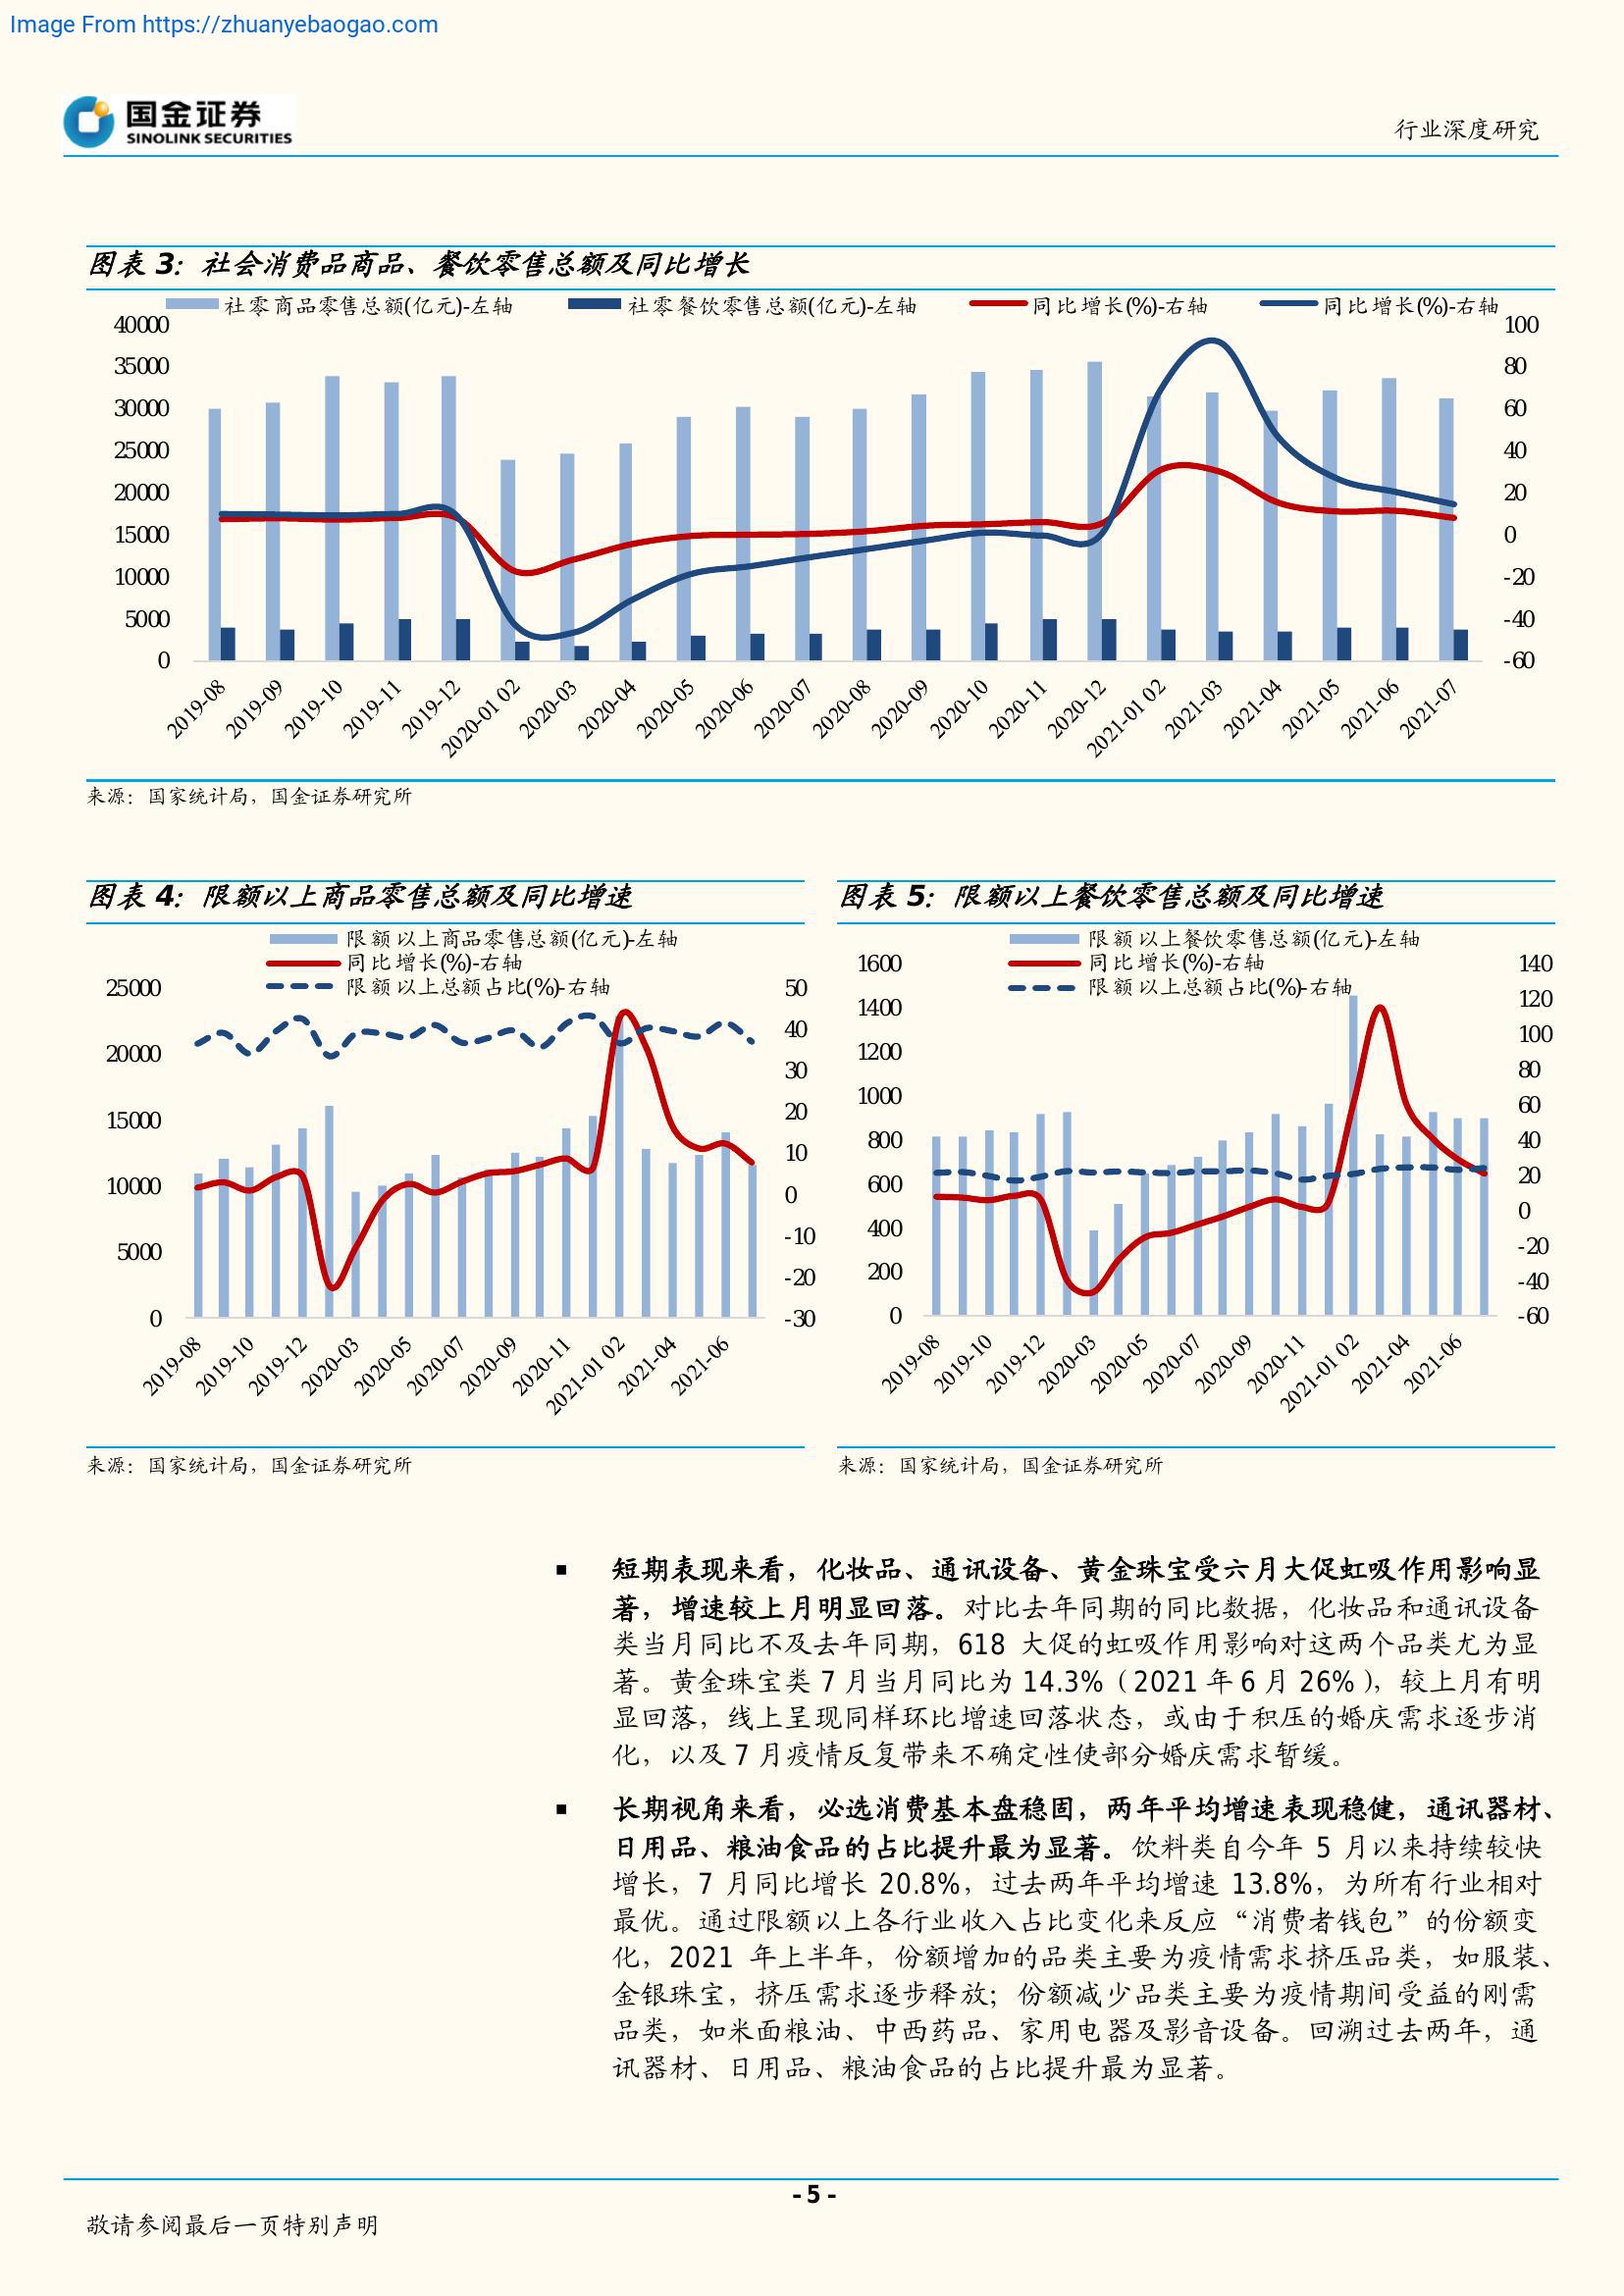 Image From https://zhuanyebaogao.com
国金证券
SINOLINK SECURITIES
行业深度研究
图表 3：社会消费品商品、餐饮零售总额及同比增长
社零商品零售总额(亿元)-左轴 社零餐饮零售总额(亿元)-左轴 同比增长(%)-右轴 同比增长(%)-右轴
40000 100
35000 80
30000 60
25000 40
20000 20
15000 0
10000 -20
5000 -40
0 -60
2019-08 2019-09 2019-10 2019-11 2019-12 2020-01 02 2020-03 2020-04 2020-05 2020-06 2020-07 2020-08 2020-09 2020-10 2020-11 2020-12 2021-01 02 2021-03 2021-04 2021-05 2021-06 2021-07
来源：国家统计局，国金证券研究所
图表 4：限额以上商品零售总额及同比增速
限额以上商品零售总额(亿元)-左轴
同比增长(%)-右轴
限额以上总额占比(%)-右轴
25000
20000
15000
10000
5000
0
50
40
30
20
10
0
-10
-20
-30
2019-08 2019-10 2019-12 2020-03 2020-05 2020-07 2020-09 2020-11 2021-01 02 2021-04 2021-06
来源：国家统计局，国金证券研究所
图表 5：限额以上餐饮零售总额及同比增速
限额以上餐饮零售总额(亿元)-左轴
同比增长(%)-右轴
限额以上总额占比(%)-右轴
1600
1400
1200
1000
800
600
400
200
0
140
120
100
80
60
40
20
0
-20
-40
-60
2019-08 2019-10 2019-12 2020-03 2020-05 2020-07 2020-09 2020-11 2021-01 02 2021-04 2021-06
来源：国家统计局，国金证券研究所
■ 短期表现来看，化妆品、通讯设备、黄金珠宝受六月大促虹吸作用影响显
著，增速较上月明显回落。对比去年同期的同比数据，化妆品和通讯设备
类当月同比不及去年同期，618 大促的虹吸作用影响对这两个品类尤为显
著。黄金珠宝类 7 月当月同比为 14.3%（2021 年 6 月 26%），较上月有明
显回落，线上呈现同样环比增速回落状态，或由于积压的婚庆需求逐步消
化，以及 7 月疫情反复带来不确定性使部分婚庆需求暂缓。
■ 长期视角来看，必选消费基本盘稳固，两年平均增速表现稳健，通讯器材、
日用品、粮油食品的占比提升最为显著。饮料类自今年 5 月以来持续较快
增长，7 月同比增长 20.8%，过去两年平均增速 13.8%，为所有行业相对
最优。通过限额以上各行业收入占比变化来反应“消费者钱包”的份额变
化，2021 年上半年，份额增加的品类主要为疫情需求挤压品类，如服装、
金银珠宝，挤压需求逐步释放；份额减少品类主要为疫情期间受益的刚需
品类，如米面粮油、中西药品、家用电器及影音设备。回溯过去两年，通
讯器材、日用品、粮油食品的占比提升最为显著。
- 5 -
敬请参阅最后一页特别声明